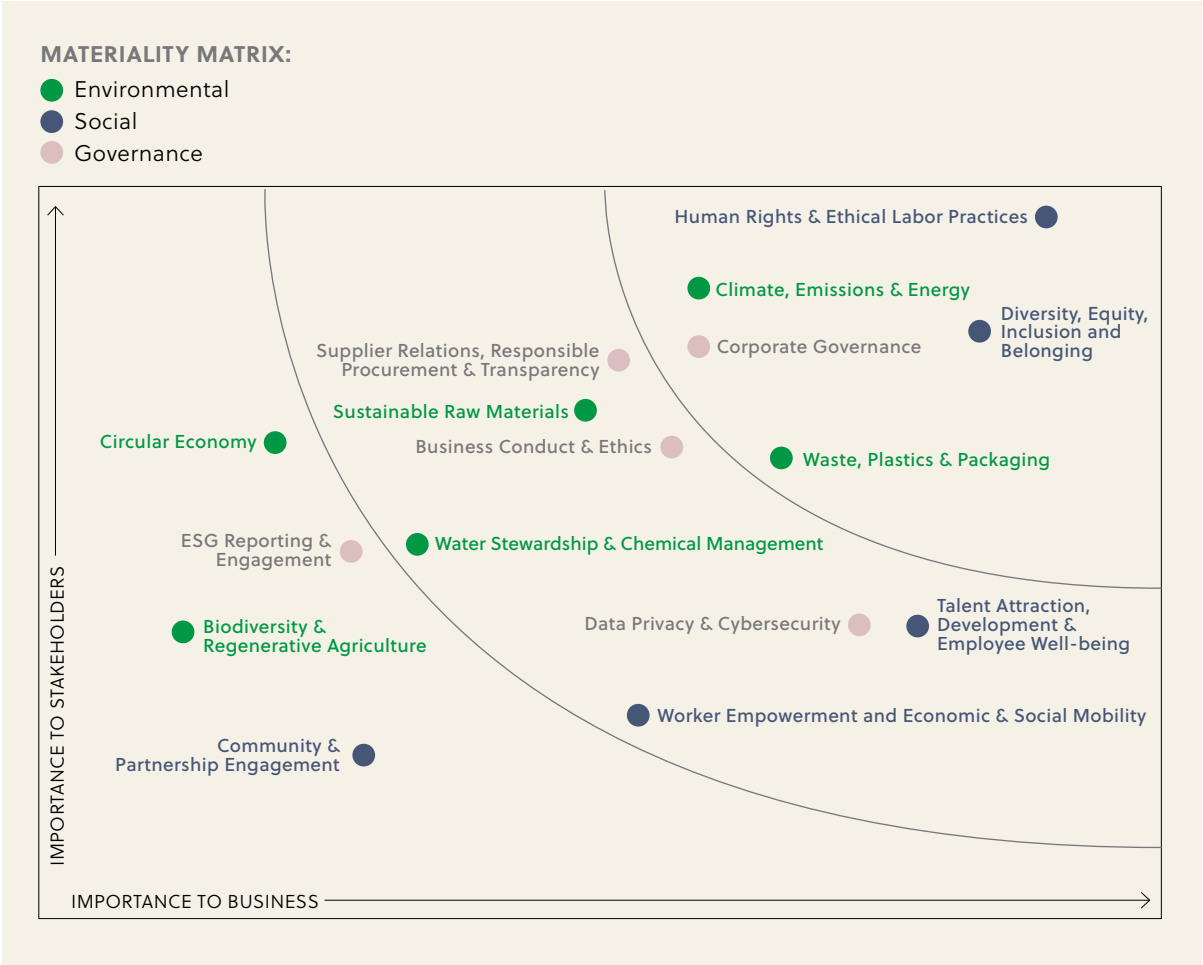 MATERIALITY MATRIX:
Environmental
Social
Governance
Human Rights & Ethical Labor Practices
Climate, Emissions & Energy
Diversity, Equity,
Inclusion and
Belonging
Corporate Governance
Supplier Relations, Responsible
Procurement & Transparency
Sustainable Raw Materials
Business Conduct & Ethics
Circular Economy
Waste, Plastics & Packaging
ESG Reporting &
Engagement
Water Stewardship & Chemical Management
Biodiversity &
Regenerative Agriculture
Data Privacy & Cybersecurity
Talent Attraction,
Development &
Employee Well-being
Worker Empowerment and Economic & Social Mobility
Community &
Partnership Engagement
IMPORTANCE TO STAKEHOLDERS
IMPORTANCE TO BUSINESS